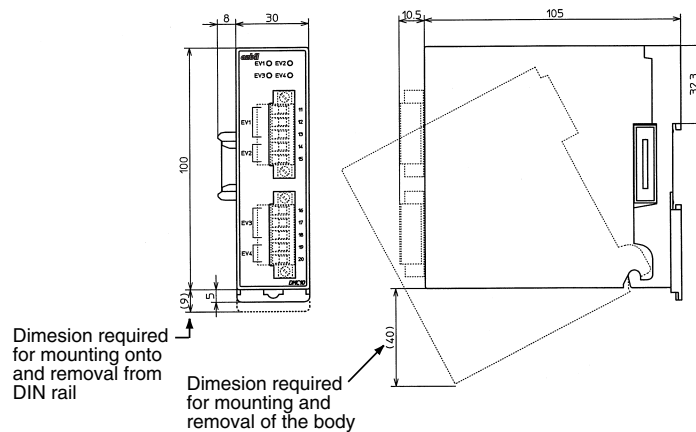 8
30
10.5
105
EV1 EV2
EV3 EV4
11
12
13
14
15
EV1
EV2
100
32.3
16
17
18
19
20
EV3
EV4
DMC10
(9)
5
(40)
Dimesion required
for mounting onto
and removal from
DIN rail
Dimesion required
for mounting and
removal of the body